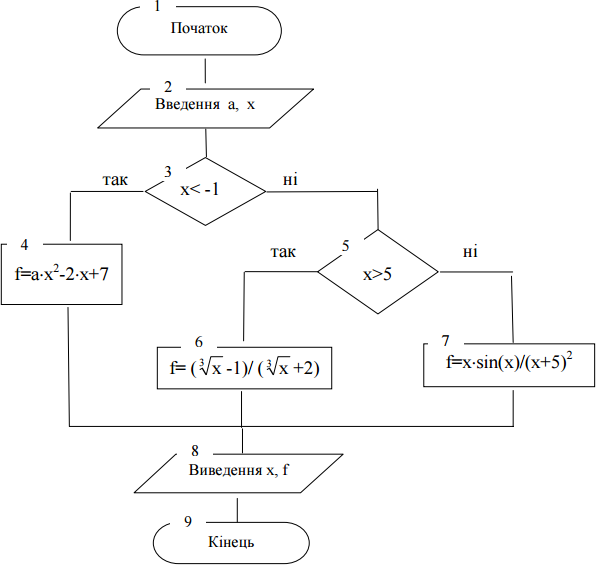 1
Початок
2
Введення a, x
3
так
x< -1
ні
4
f=a·x²-2·x+7
5
так
x>5
ні
6
f= (∛x -1)/ (∛x +2)
7
f=x·sin(x)/(x+5)²
8
Виведення x, f
9
Кінець